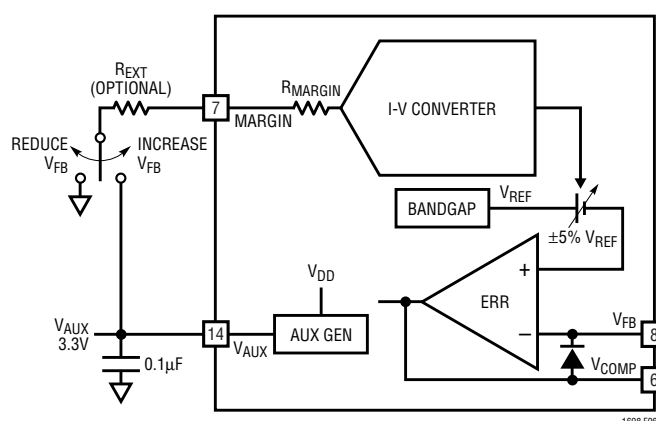 REXT
(OPTIONAL)
7
MARGIN
RMARGIN
I-V CONVERTER
REDUCE
VFB
INCREASE
VFB
BANDGAP
VREF
±5% VREF
+
ERR
–
VDD
AUX GEN
VAUX
3.3V
14
VAUX
0.1µF
VFB
8
VCOMP
6